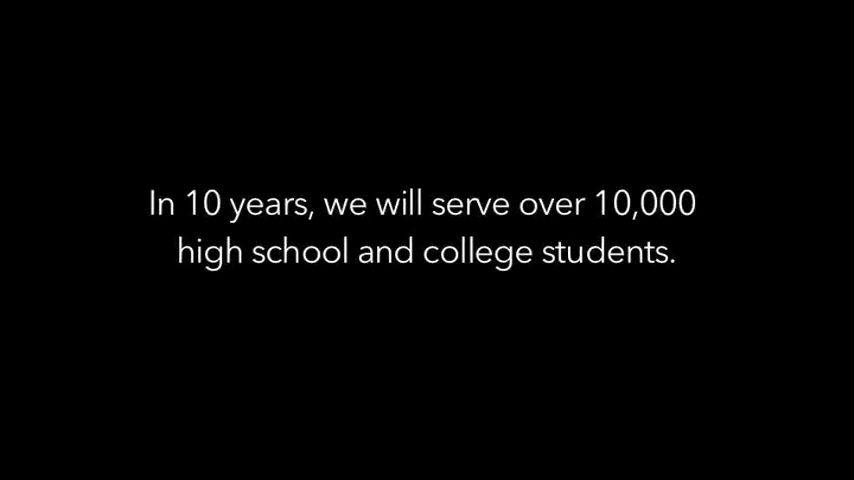 In 10 years, we will serve over 10,000
high school and college students.